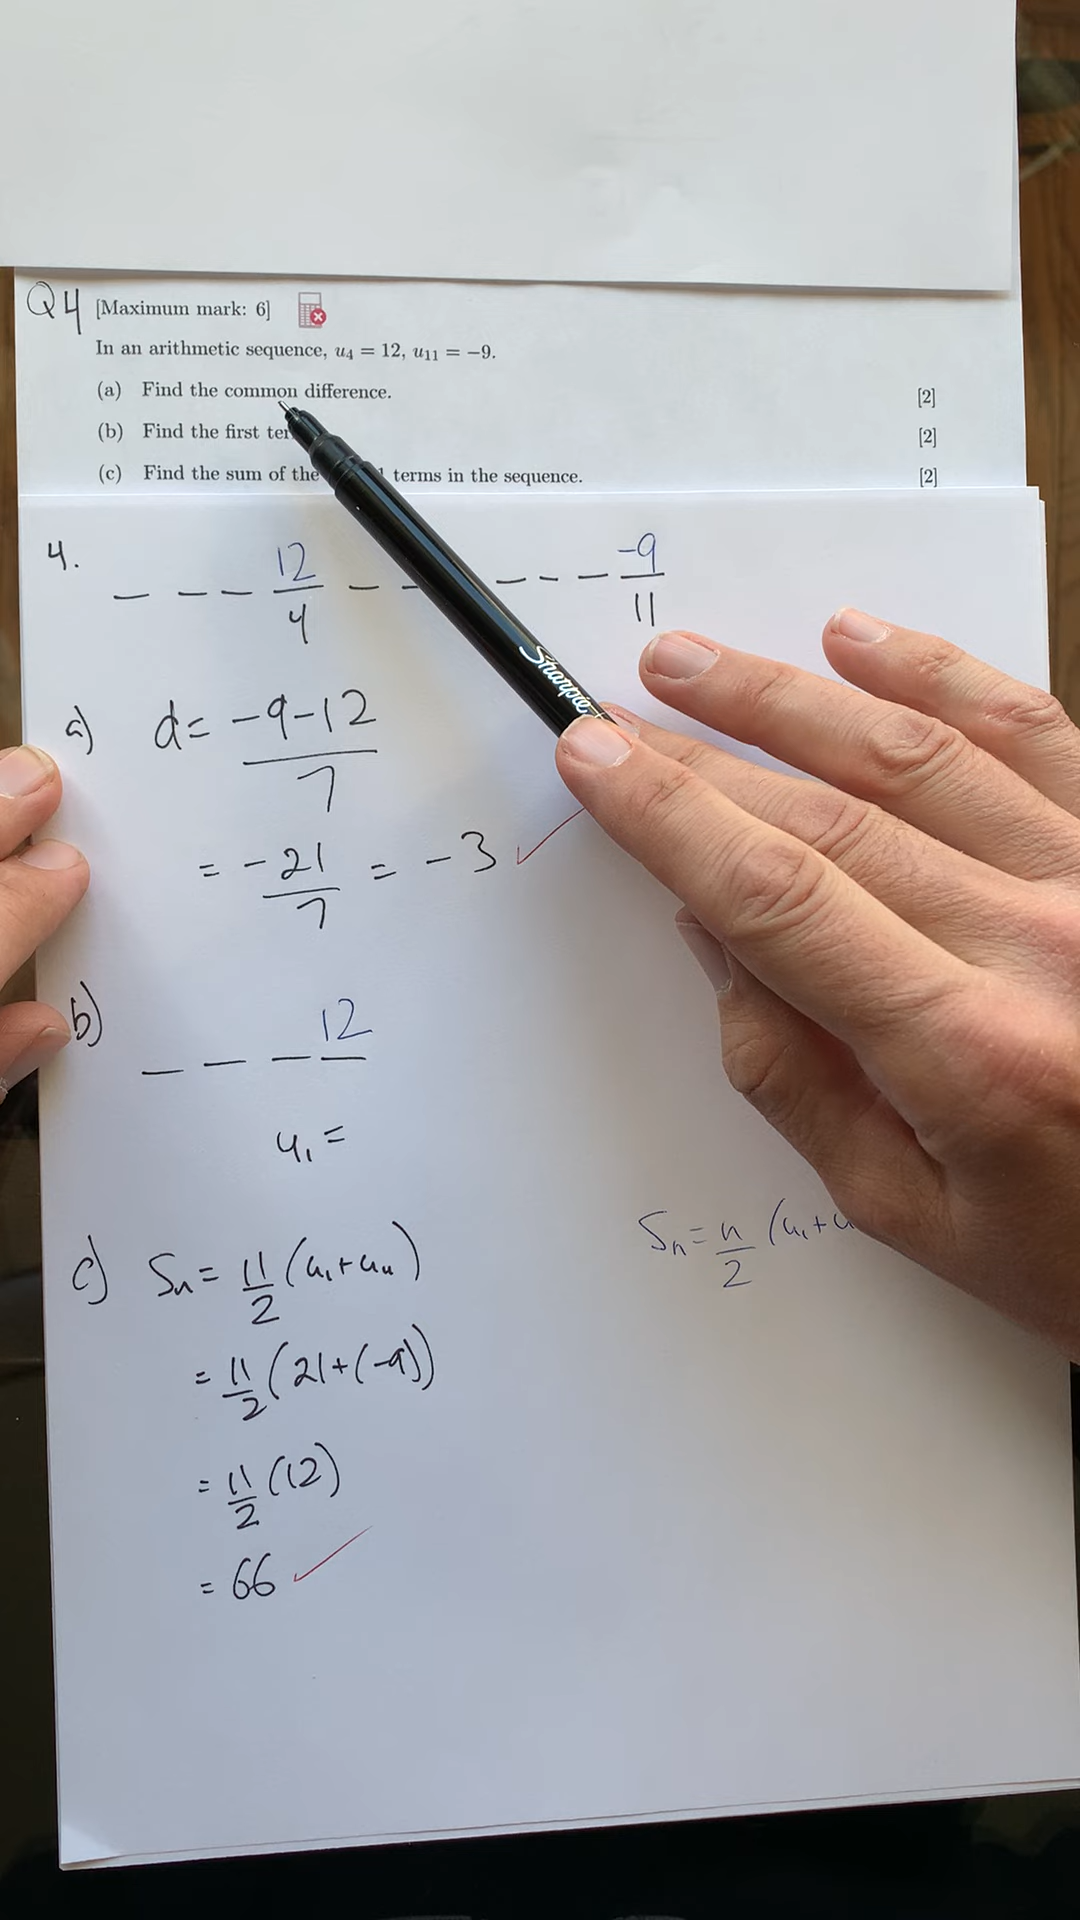 Q4 [Maximum mark: 6]
In an arithmetic sequence, u₄ = 12, u₁₁ = −9.
(a) Find the common difference. [2]
(b) Find the first [2]
(c) Find the sum of the terms in the sequence. [2]
4.
12 -9
4 11
a) d = -9-12
7
= -21 = -3 ✓
7
b)
12
u₁ =
c) Sₙ = 11/2 (u₁+uₙ)
Sₙ = n/2 (u₁+
= 11/2 (21+(-9))
= 11/2 (12)
= 66 ✓
Sharpie